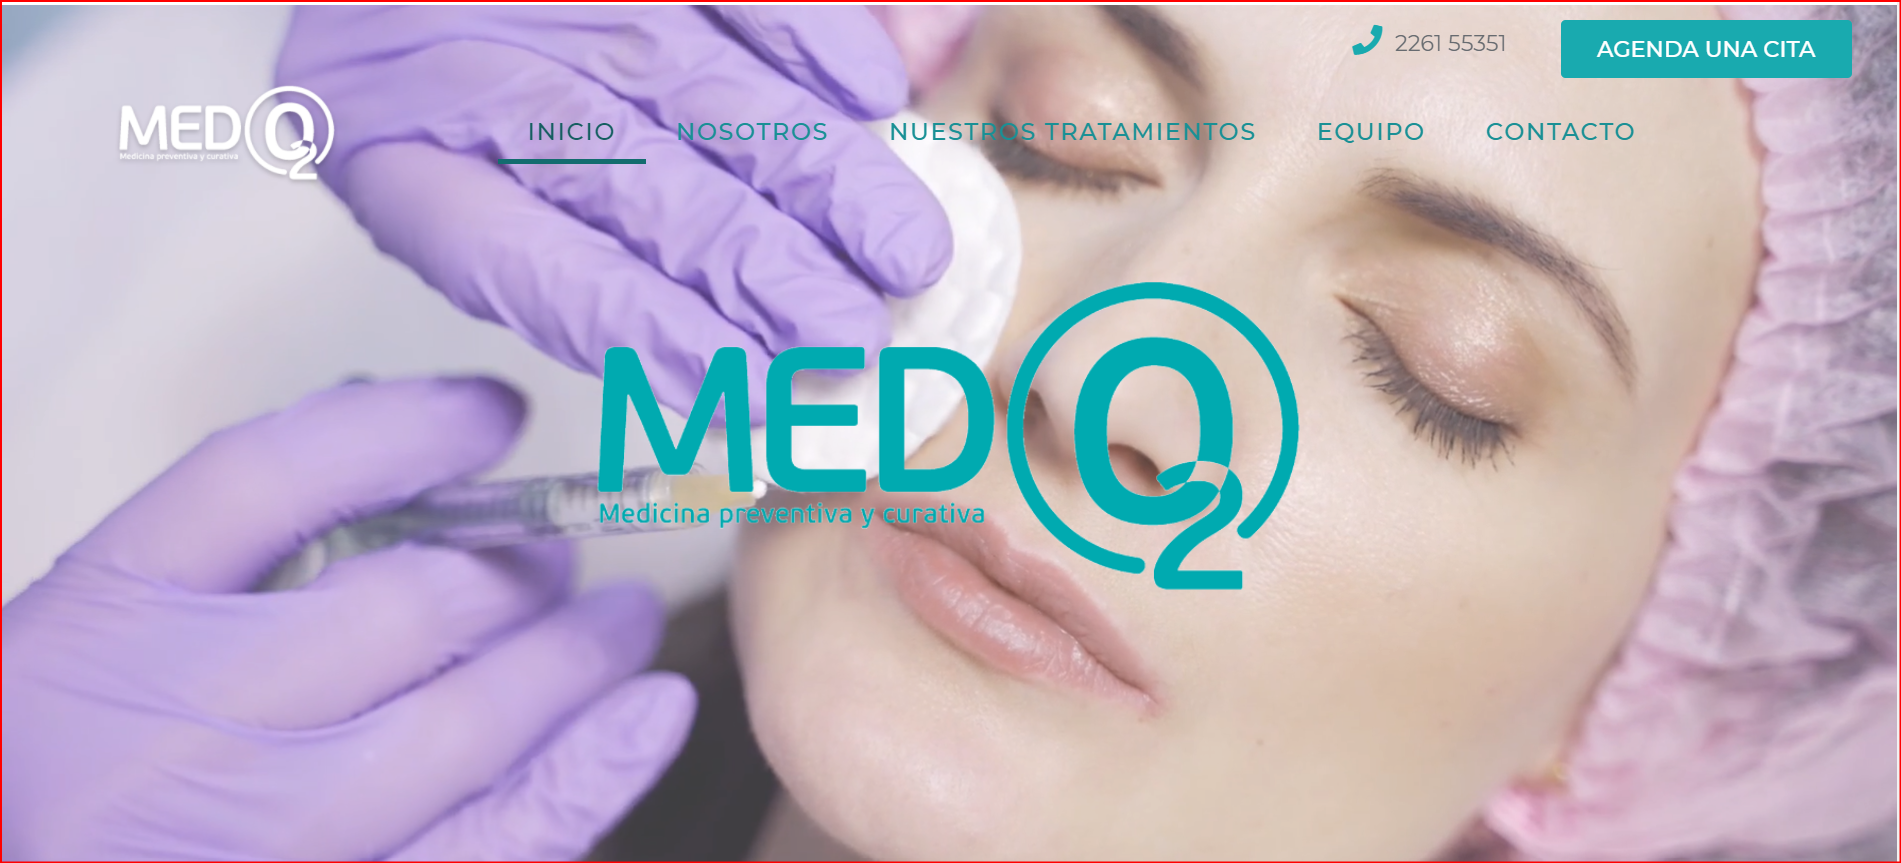 2261 55351
AGENDA UNA CITA
MEDO2
Medicina preventiva y curativa
INICIO
NOSOTROS
NUESTROS TRATAMIENTOS
EQUIPO
CONTACTO
MEDO2
Medicina preventiva y curativa